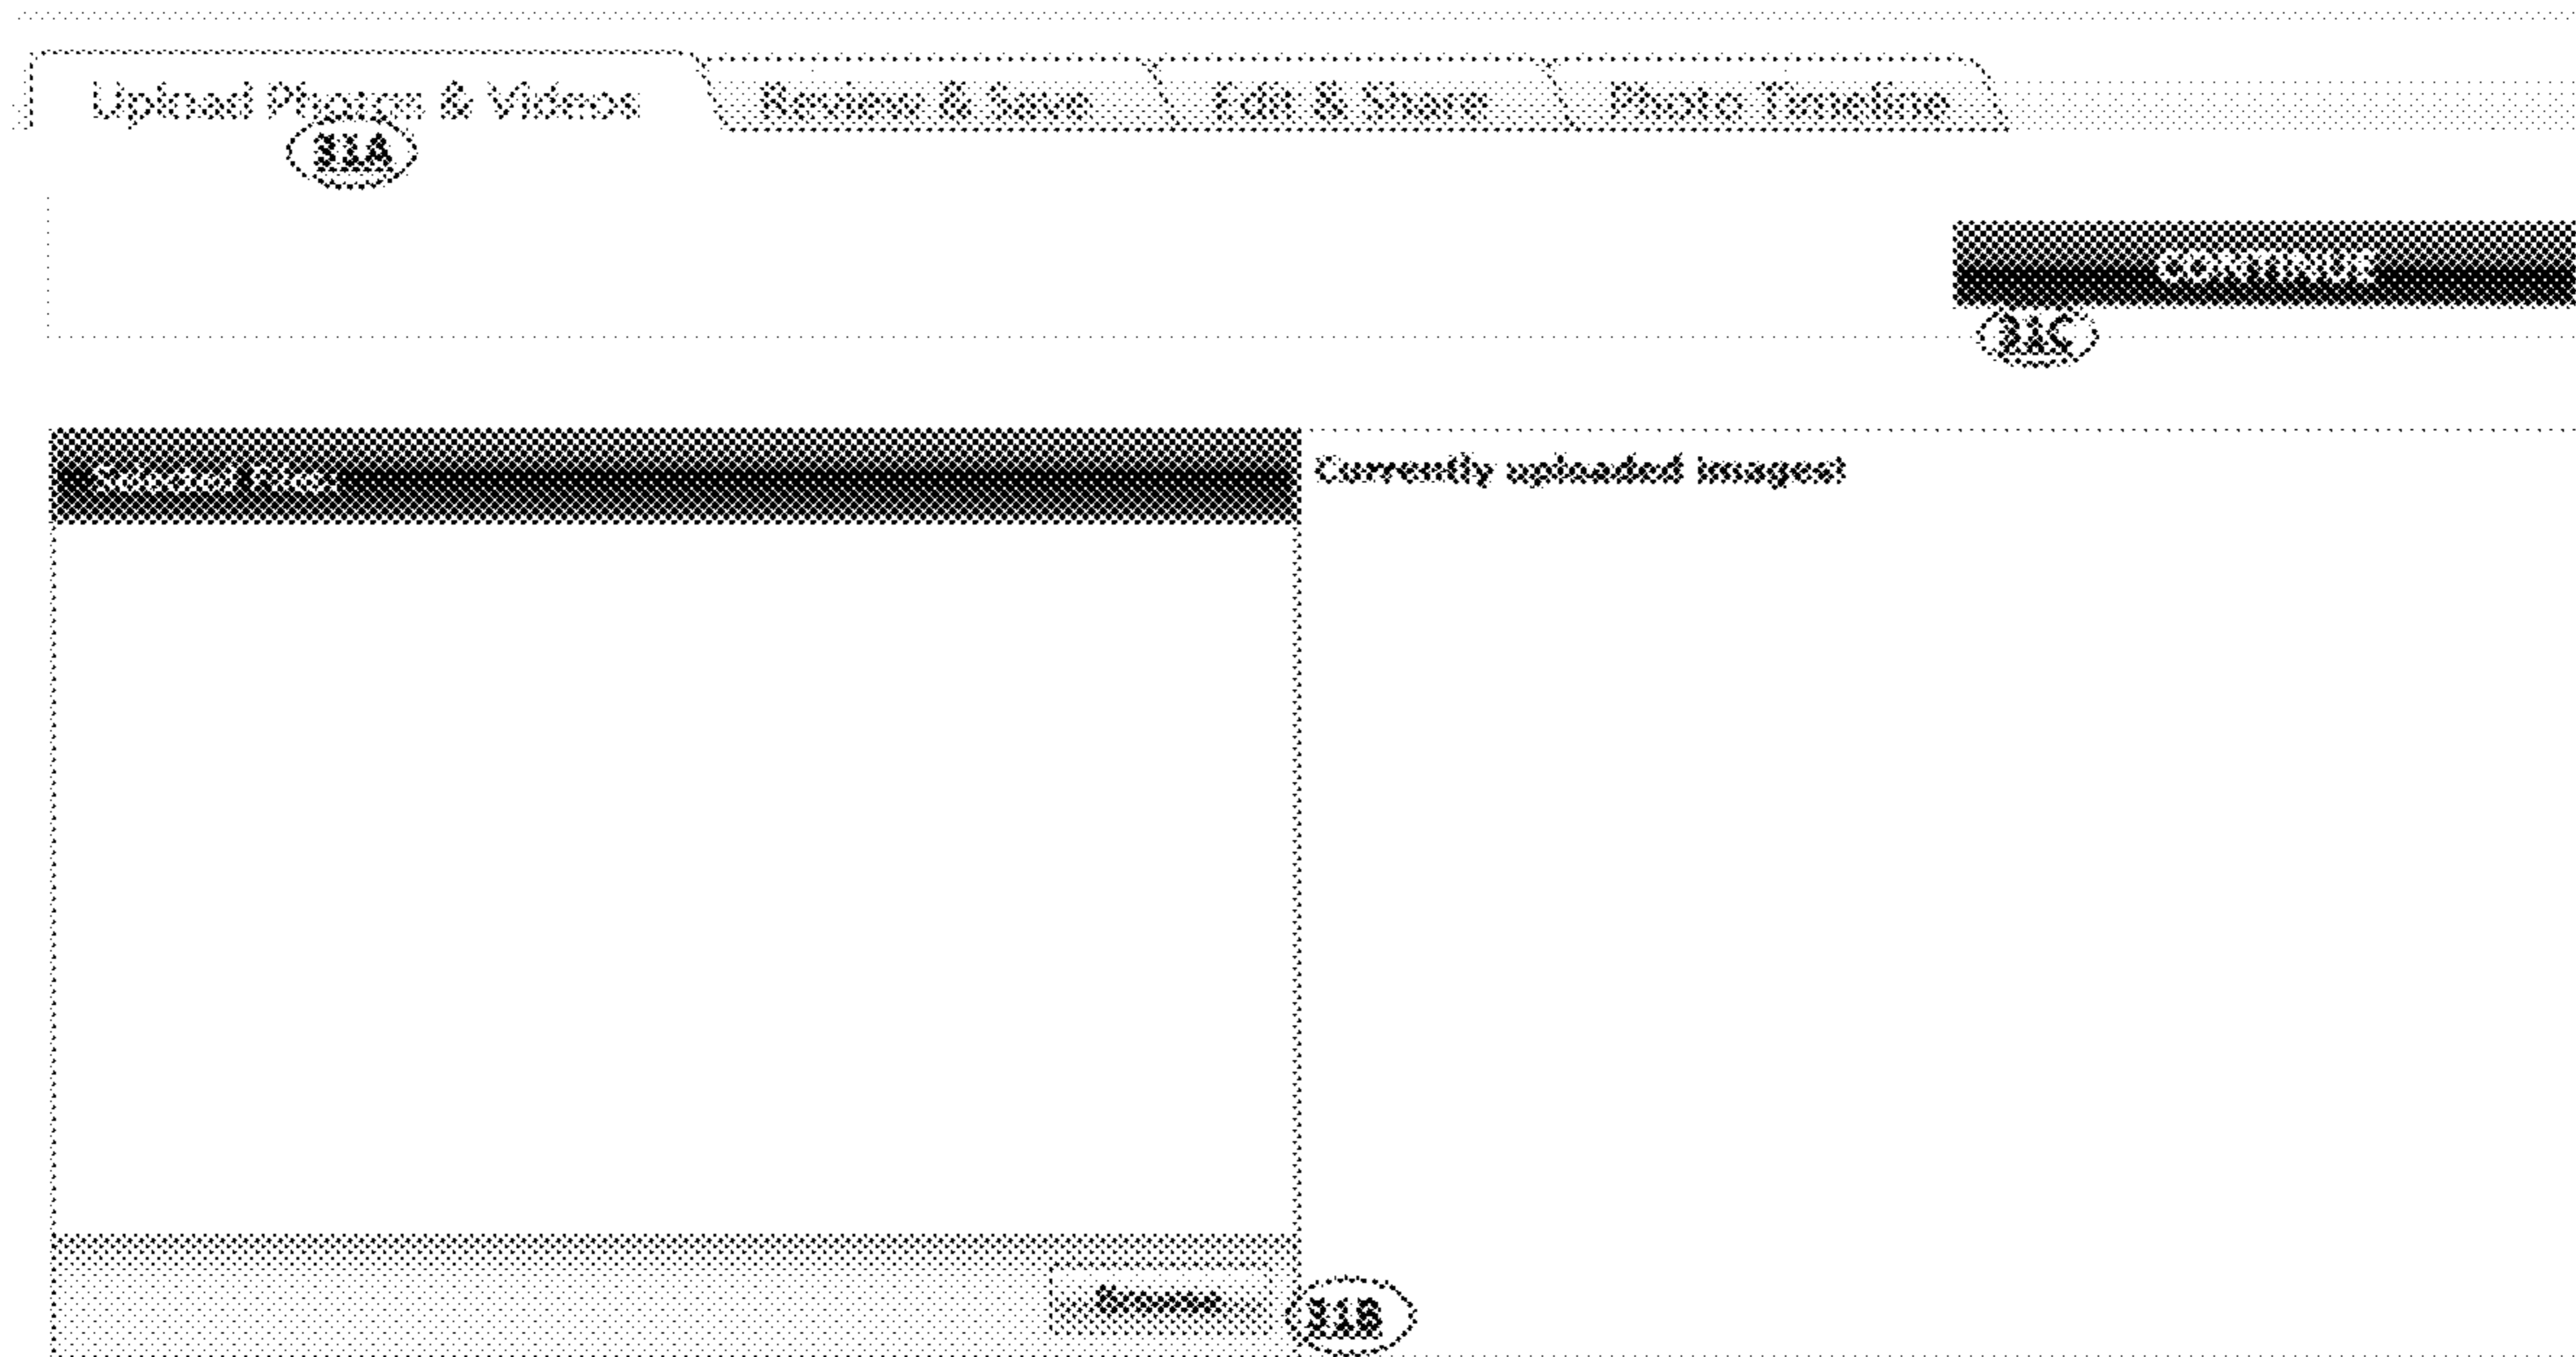 Upload Photos & Videos Review & Save Edit & Share Photo Timeline
31A
CONTINUE
31C
Selected Files: Currently uploaded images!
Browse
31B